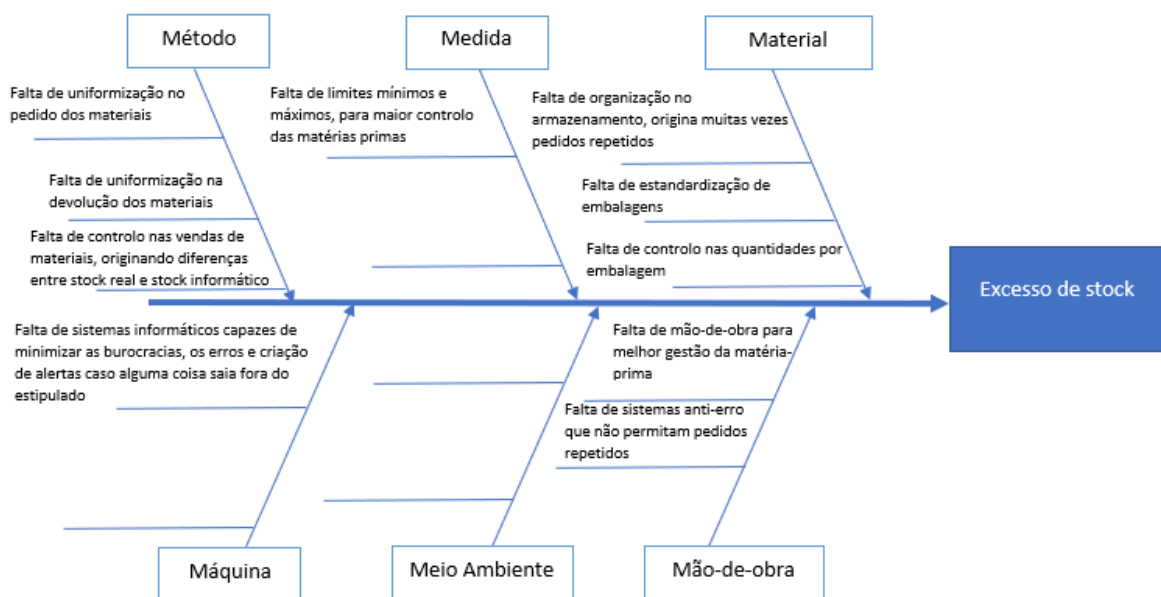 Método
Medida
Material
Falta de uniformização no
pedido dos materiais
Falta de uniformização na
devolução dos materiais
Falta de controlo nas vendas de
materiais, originando diferenças
entre stock real e stock informático
Falta de limites mínimos e
máximos, para maior controlo
das matérias primas
Falta de organização no
armazenamento, origina muitas vezes
pedidos repetidos
Falta de estandardização de
embalagens
Falta de controlo nas quantidades por
embalagem
Excesso de stock
Falta de sistemas informáticos capazes de
minimizar as burocracias, os erros e criação
de alertas caso alguma coisa saia fora do
estipulado
Falta de mão-de-obra para
melhor gestão da matéria-
prima
Falta de sistemas anti-erro
que não permitam pedidos
repetidos
Máquina
Meio Ambiente
Mão-de-obra